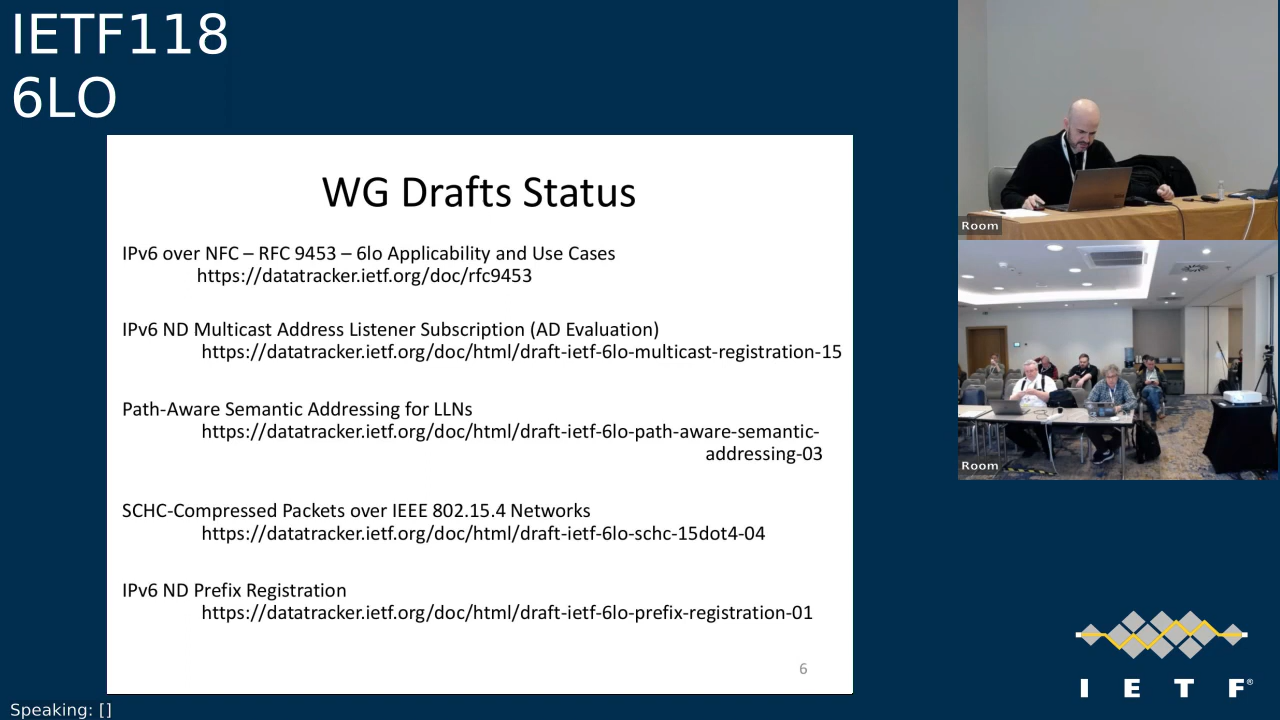 IETF118
6LO
WG Drafts Status
IPv6 over NFC – RFC 9453 – 6lo Applicability and Use Cases
https://datatracker.ietf.org/doc/rfc9453
IPv6 ND Multicast Address Listener Subscription (AD Evaluation)
https://datatracker.ietf.org/doc/html/draft-ietf-6lo-multicast-registration-15
Path-Aware Semantic Addressing for LLNs
https://datatracker.ietf.org/doc/html/draft-ietf-6lo-path-aware-semantic-
addressing-03
SCHC-Compressed Packets over IEEE 802.15.4 Networks
https://datatracker.ietf.org/doc/html/draft-ietf-6lo-schc-15dot4-04
IPv6 ND Prefix Registration
https://datatracker.ietf.org/doc/html/draft-ietf-6lo-prefix-registration-01
6
Room
Room
I E T F®
Speaking: []